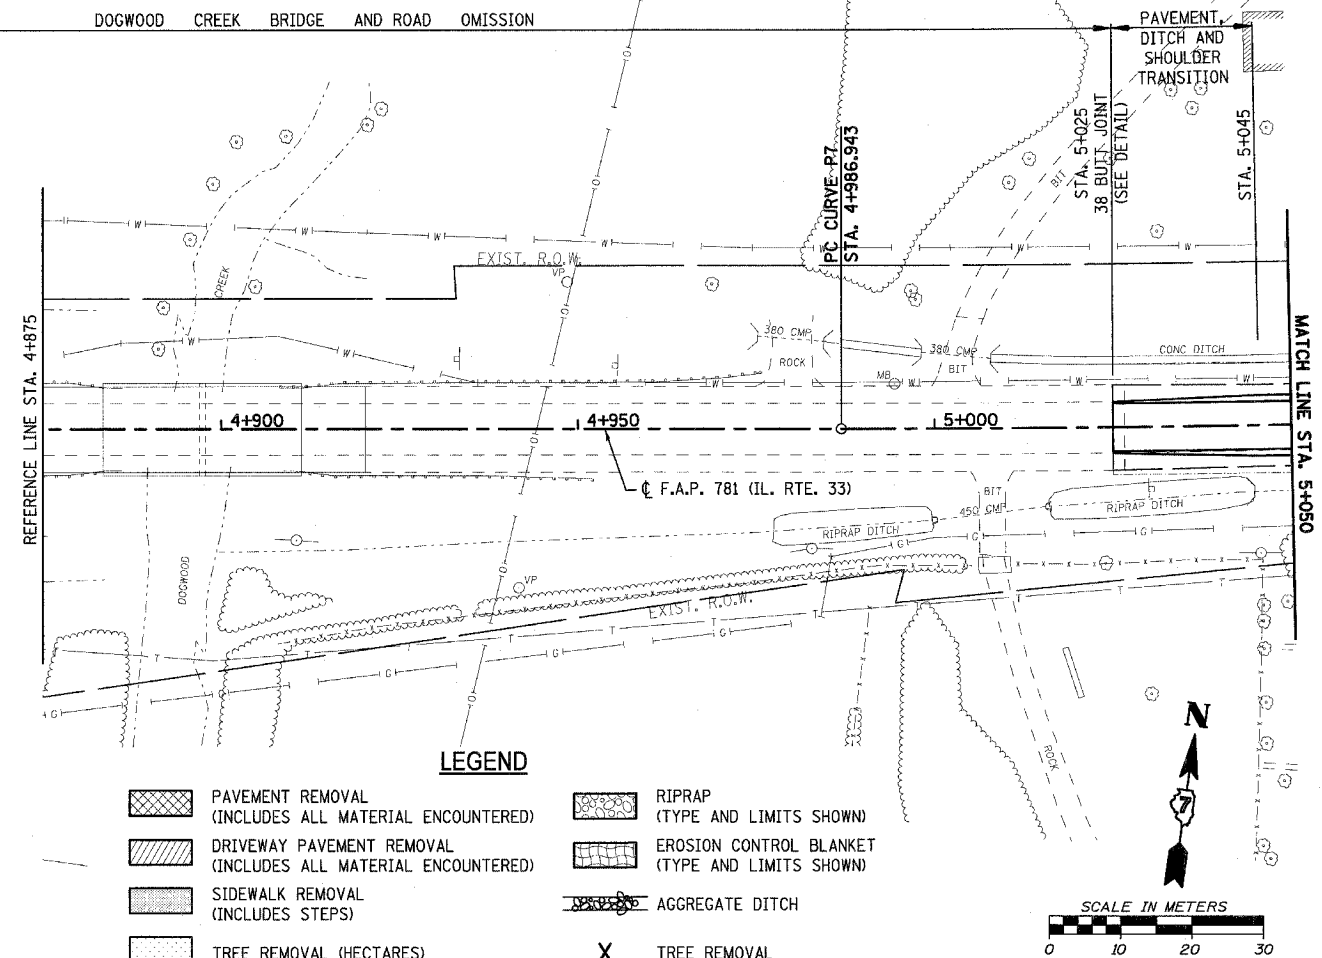 DOGWOOD CREEK BRIDGE AND ROAD OMISSION
PAVEMENT,
DITCH AND
SHOULDER
TRANSITION
STA. 5+025
38 BUTT JOINT
(SEE DETAIL)
STA. 5+045
PC CURVE P7
STA. 4+986.943
BIT
W W W W W W W
EXIST. R.O.W.
VP
CREEK
REFERENCE LINE STA. 4+875
MATCH LINE STA. 5+050
W W
380 CMP
380 CMP
CONC DITCH
ROCK
BIT
MB
W W W W
4+900
4+950
5+000
℄ F.A.P. 781 (IL. RTE. 33)
BIT
450 CMP
RIPRAP DITCH
RIPRAP DITCH
G G G
DOGWOOD
VP
EXIST. R.O.W.
T T T T T T T T
G G G G G
ROCK
N
7
LEGEND
PAVEMENT REMOVAL
(INCLUDES ALL MATERIAL ENCOUNTERED)
DRIVEWAY PAVEMENT REMOVAL
(INCLUDES ALL MATERIAL ENCOUNTERED)
SIDEWALK REMOVAL
(INCLUDES STEPS)
TREE REMOVAL (HECTARES)
RIPRAP
(TYPE AND LIMITS SHOWN)
EROSION CONTROL BLANKET
(TYPE AND LIMITS SHOWN)
AGGREGATE DITCH
X TREE REMOVAL
SCALE IN METERS
0 10 20 30